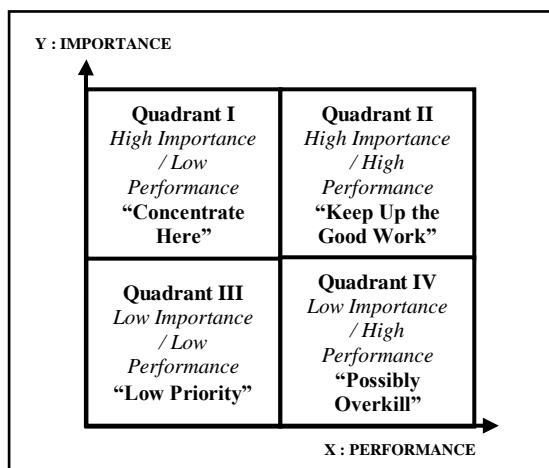 Y : IMPORTANCE
Quadrant I
High Importance
/ Low
Performance
“Concentrate
Here”
Quadrant II
High Importance
/ High
Performance
“Keep Up the
Good Work”
Quadrant III
Low Importance
/ Low
Performance
“Low Priority”
Quadrant IV
Low Importance
/ High
Performance
“Possibly
Overkill”
X : PERFORMANCE